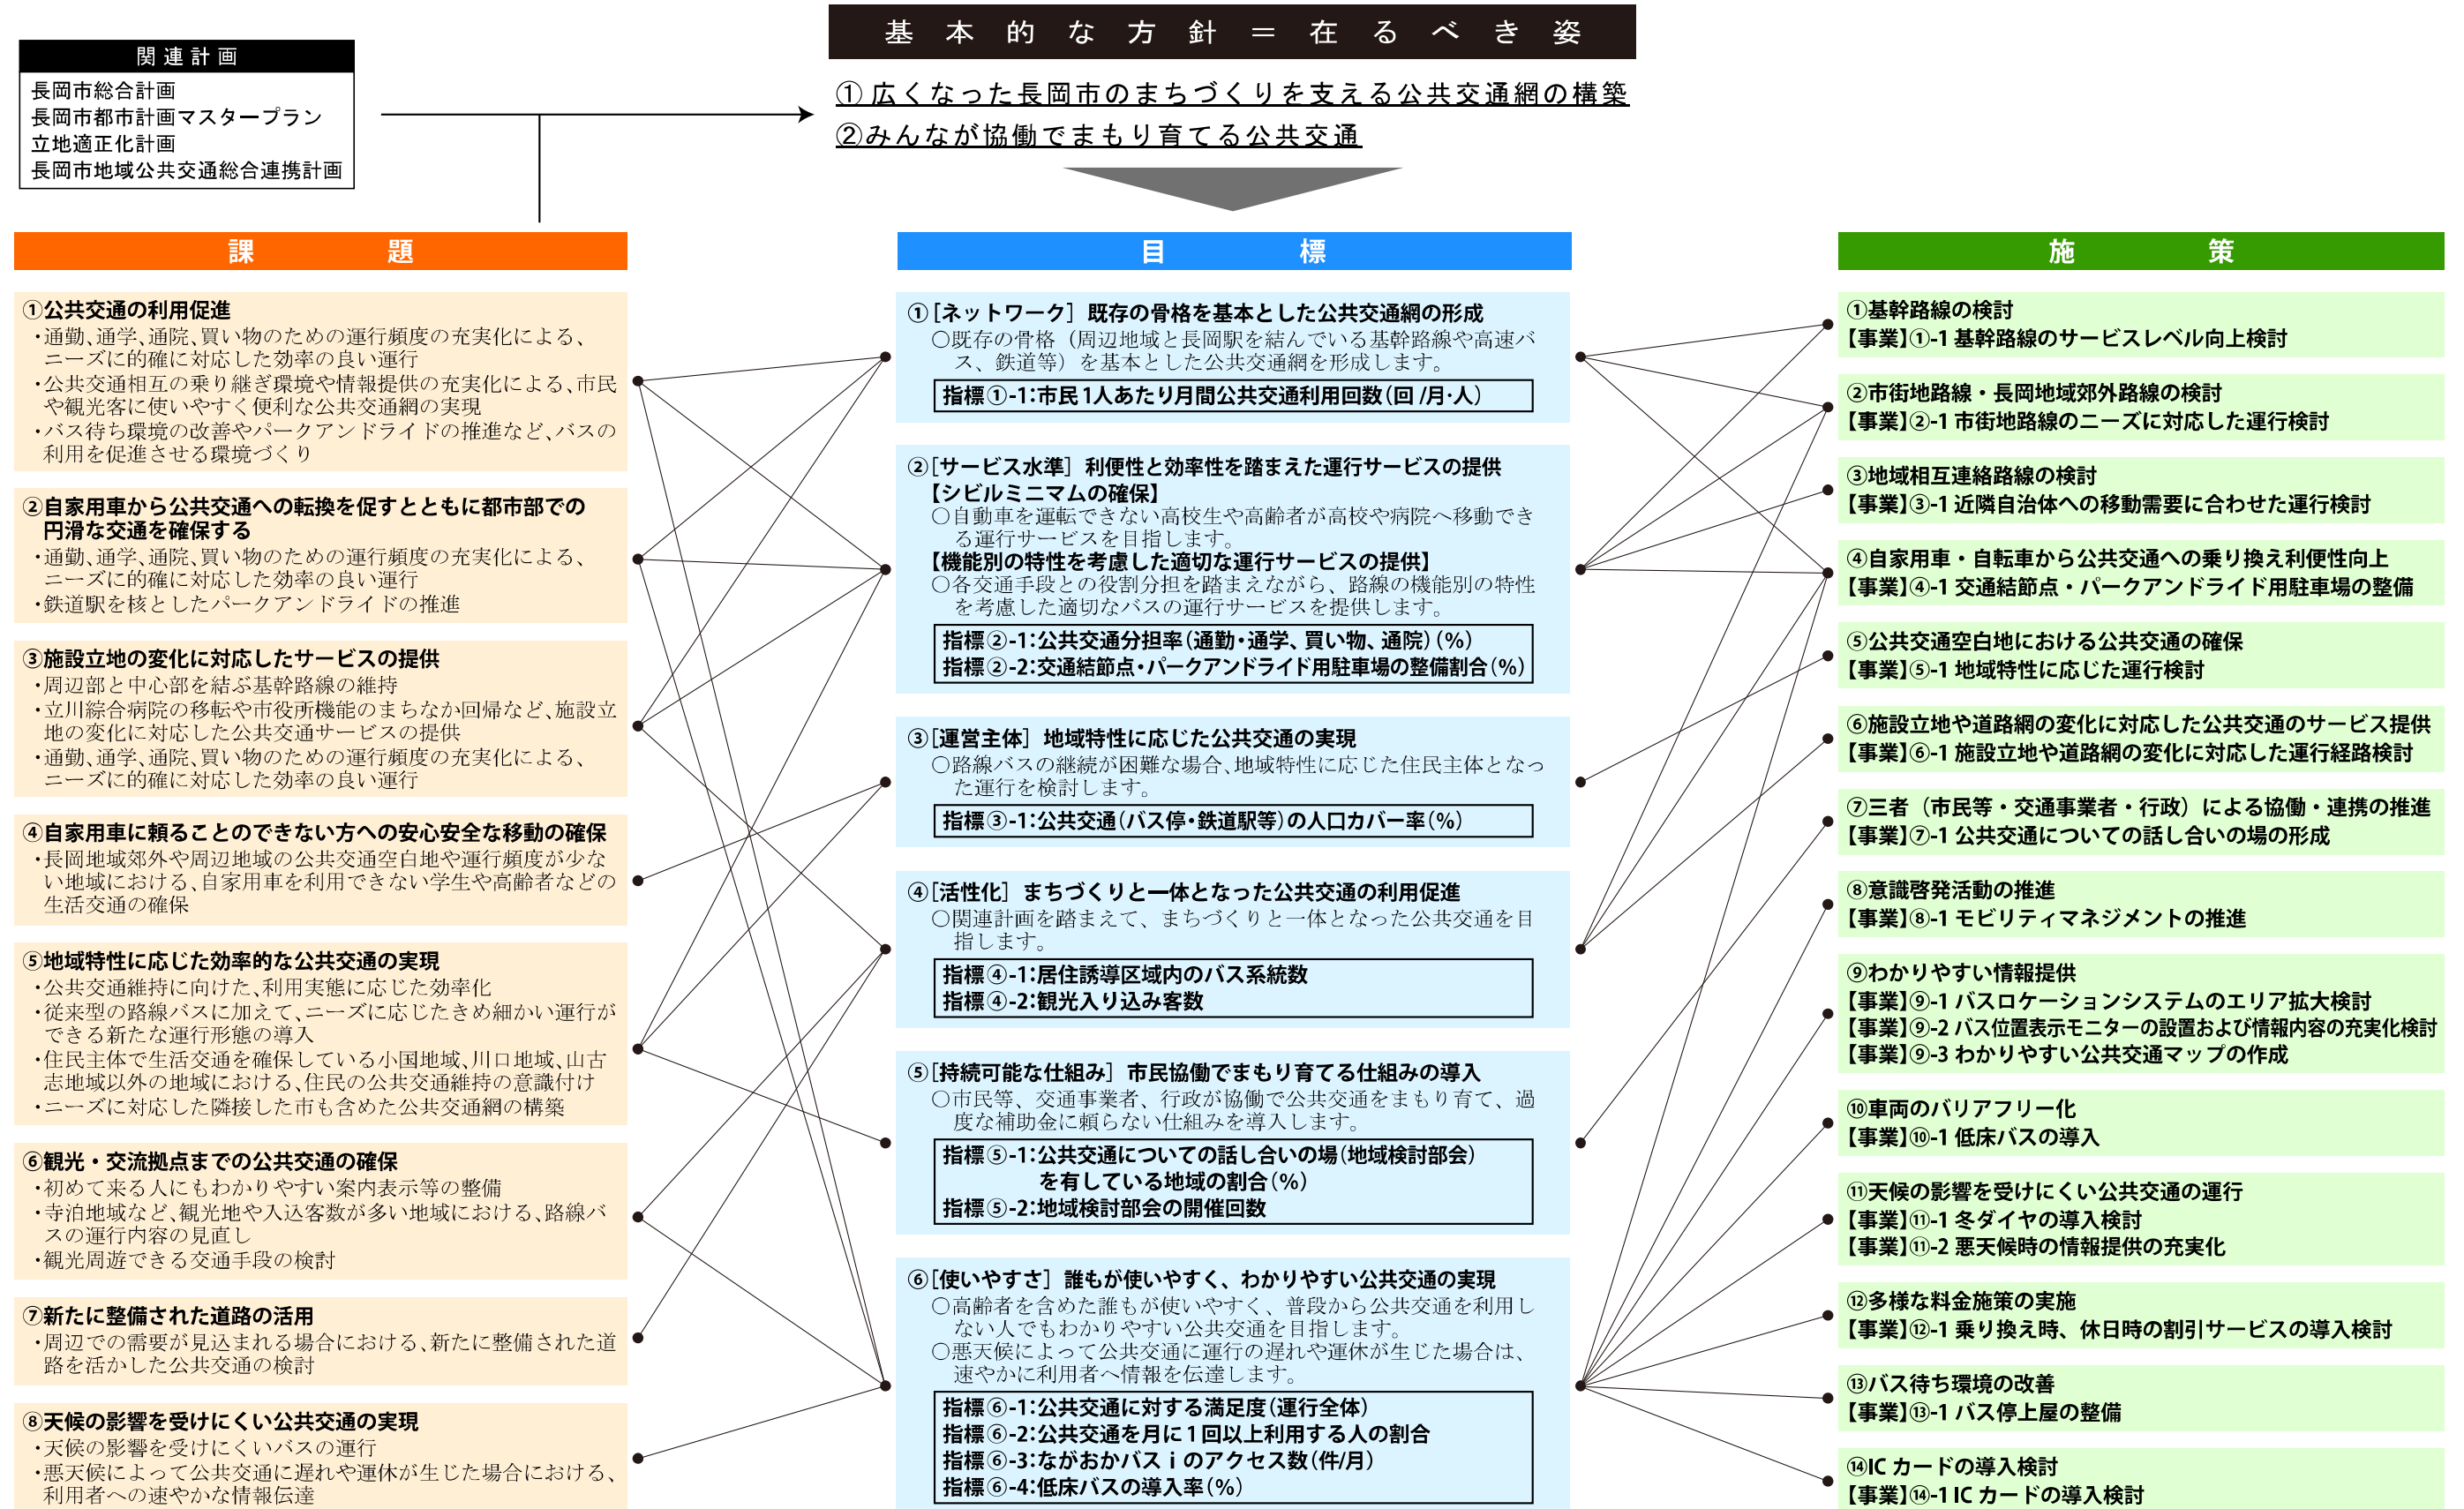 基本的な方針＝在るべき姿
関連計画
長岡市総合計画
長岡市都市計画マスタープラン
立地適正化計画
長岡市地域公共交通総合連携計画
①広くなった長岡市のまちづくりを支える公共交通網の構築
②みんなが協働でまもり育てる公共交通
課題
①公共交通の利用促進
・通勤、通学、通院、買い物のための運行頻度の充実化による、
ニーズに的確に対応した効率の良い運行
・公共交通相互の乗り継ぎ環境や情報提供の充実化による、市民
や観光客に使いやすく便利な公共交通網の実現
・バス待ち環境の改善やパークアンドライドの推進など、バスの
利用を促進させる環境づくり
②自家用車から公共交通への転換を促すとともに都市部での
円滑な交通を確保する
・通勤、通学、通院、買い物のための運行頻度の充実化による、
ニーズに的確に対応した効率の良い運行
・鉄道駅を核としたパークアンドライドの推進
③施設立地の変化に対応したサービスの提供
・周辺部と中心部を結ぶ基幹路線の維持
・立川綜合病院の移転や市役所機能のまちなか回帰など、施設立
地の変化に対応した公共交通サービスの提供
・通勤、通学、通院、買い物のための運行頻度の充実化による、
ニーズに的確に対応した効率の良い運行
④自家用車に頼ることのできない方への安心安全な移動の確保
・長岡地域郊外や周辺地域の公共交通空白地や運行頻度が少な
い地域における、自家用車を利用できない学生や高齢者などの
生活交通の確保
⑤地域特性に応じた効率的な公共交通の実現
・公共交通維持に向けた、利用実態に応じた効率化
・従来型の路線バスに加えて、ニーズに応じたきめ細かい運行が
できる新たな運行形態の導入
・住民主体で生活交通を確保している小国地域、川口地域、山古
志地域以外の地域における、住民の公共交通維持の意識付け
・ニーズに対応した隣接した市も含めた公共交通網の構築
⑥観光・交流拠点までの公共交通の確保
・初めて来る人にもわかりやすい案内表示等の整備
・寺泊地域など、観光地や入込客数が多い地域における、路線バ
スの運行内容の見直し
・観光周遊できる交通手段の検討
⑦新たに整備された道路の活用
・周辺での需要が見込まれる場合における、新たに整備された道
路を活かした公共交通の検討
⑧天候の影響を受けにくい公共交通の実現
・天候の影響を受けにくいバスの運行
・悪天候によって公共交通に遅れや運休が生じた場合における、
利用者への速やかな情報伝達
目標
①［ネットワーク］既存の骨格を基本とした公共交通網の形成
○既存の骨格（周辺地域と長岡駅を結んでいる基幹路線や高速バ
ス、鉄道等）を基本とした公共交通網を形成します。
指標①-1：市民1人あたり月間公共交通利用回数（回/月・人）
②［サービス水準］利便性と効率性を踏まえた運行サービスの提供
【シビルミニマムの確保】
○自動車を運転できない高校生や高齢者が高校や病院へ移動でき
る運行サービスを目指します。
【機能別の特性を考慮した適切な運行サービスの提供】
○各交通手段との役割分担を踏まえながら、路線の機能別の特性
を考慮した適切なバスの運行サービスを提供します。
指標②-1：公共交通分担率（通勤・通学、買い物、通院）（％）
指標②-2：交通結節点・パークアンドライド用駐車場の整備割合（％）
③［運営主体］地域特性に応じた公共交通の実現
○路線バスの継続が困難な場合、地域特性に応じた住民主体となっ
た運行を検討します。
指標③-1：公共交通（バス停・鉄道駅等）の人口カバー率（％）
④［活性化］まちづくりと一体となった公共交通の利用促進
○関連計画を踏まえて、まちづくりと一体となった公共交通を目
指します。
指標④-1：居住誘導区域内のバス系統数
指標④-2：観光入り込み客数
⑤［持続可能な仕組み］市民協働でまもり育てる仕組みの導入
○市民等、交通事業者、行政が協働で公共交通をまもり育て、過
度な補助金に頼らない仕組みを導入します。
指標⑤-1：公共交通についての話し合いの場（地域検討部会）
を有している地域の割合（％）
指標⑤-2：地域検討部会の開催回数
⑥［使いやすさ］誰もが使いやすく、わかりやすい公共交通の実現
○高齢者を含めた誰もが使いやすく、普段から公共交通を利用し
ない人でもわかりやすい公共交通を目指します。
○悪天候によって公共交通に運行の遅れや運休が生じた場合は、
速やかに利用者へ情報を伝達します。
指標⑥-1：公共交通に対する満足度（運行全体）
指標⑥-2：公共交通を月に1回以上利用する人の割合
指標⑥-3：ながおかバスｉのアクセス数（件/月）
指標⑥-4：低床バスの導入率（％）
施策
①基幹路線の検討
【事業】①-1 基幹路線のサービスレベル向上検討
②市街地路線・長岡地域郊外路線の検討
【事業】②-1 市街地路線のニーズに対応した運行検討
③地域相互連絡路線の検討
【事業】③-1 近隣自治体への移動需要に合わせた運行検討
④自家用車・自転車から公共交通への乗り換え利便性向上
【事業】④-1 交通結節点・パークアンドライド用駐車場の整備
⑤公共交通空白地における公共交通の確保
【事業】⑤-1 地域特性に応じた運行検討
⑥施設立地や道路網の変化に対応した公共交通のサービス提供
【事業】⑥-1 施設立地や道路網の変化に対応した運行経路検討
⑦三者（市民等・交通事業者・行政）による協働・連携の推進
【事業】⑦-1 公共交通についての話し合いの場の形成
⑧意識啓発活動の推進
【事業】⑧-1 モビリティマネジメントの推進
⑨わかりやすい情報提供
【事業】⑨-1 バスロケーションシステムのエリア拡大検討
【事業】⑨-2 バス位置表示モニターの設置および情報内容の充実化検討
【事業】⑨-3 わかりやすい公共交通マップの作成
⑩車両のバリアフリー化
【事業】⑩-1 低床バスの導入
⑪天候の影響を受けにくい公共交通の運行
【事業】⑪-1 冬ダイヤの導入検討
【事業】⑪-2 悪天候時の情報提供の充実化
⑫多様な料金施策の実施
【事業】⑫-1 乗り換え時、休日時の割引サービスの導入検討
⑬バス待ち環境の改善
【事業】⑬-1 バス停上屋の整備
⑭IC カードの導入検討
【事業】⑭-1 IC カードの導入検討